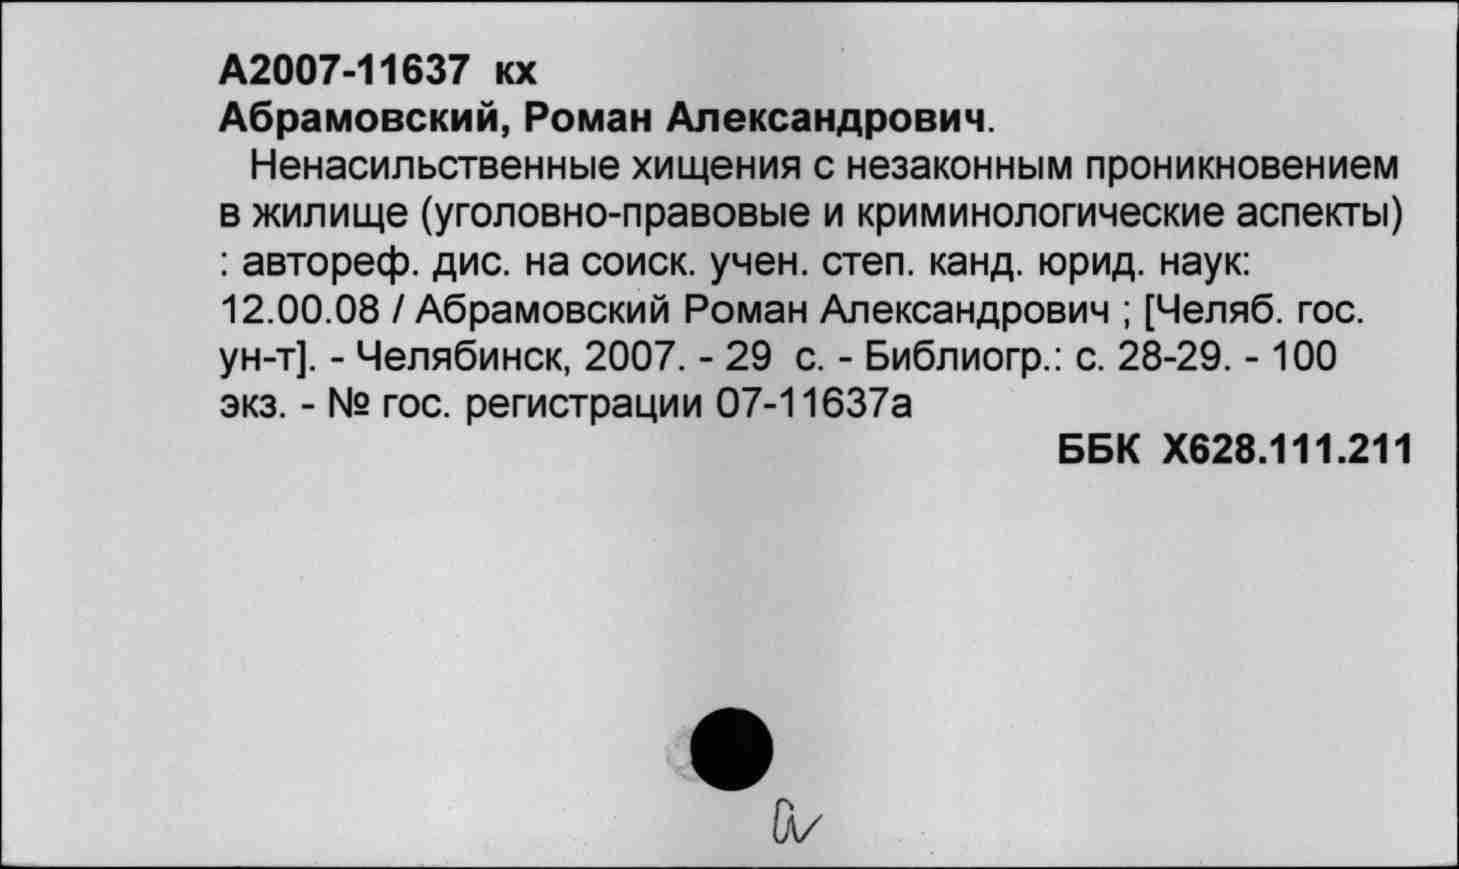 А2007-11637 кх
Абрамовский, Роман Александрович.
Ненасильственные хищения с незаконным проникновением
в жилище (уголовно-правовые и криминологические аспекты)
: автореф. дис. на соиск. учен. степ. канд. юрид. наук:
12.00.08 / Абрамовский Роман Александрович ; [Челяб. гос.
ун-т]. - Челябинск, 2007. - 29 с. - Библиогр.: с. 28-29. - 100
экз. - № гос. регистрации 07-11637а
ББК Х628.111.211